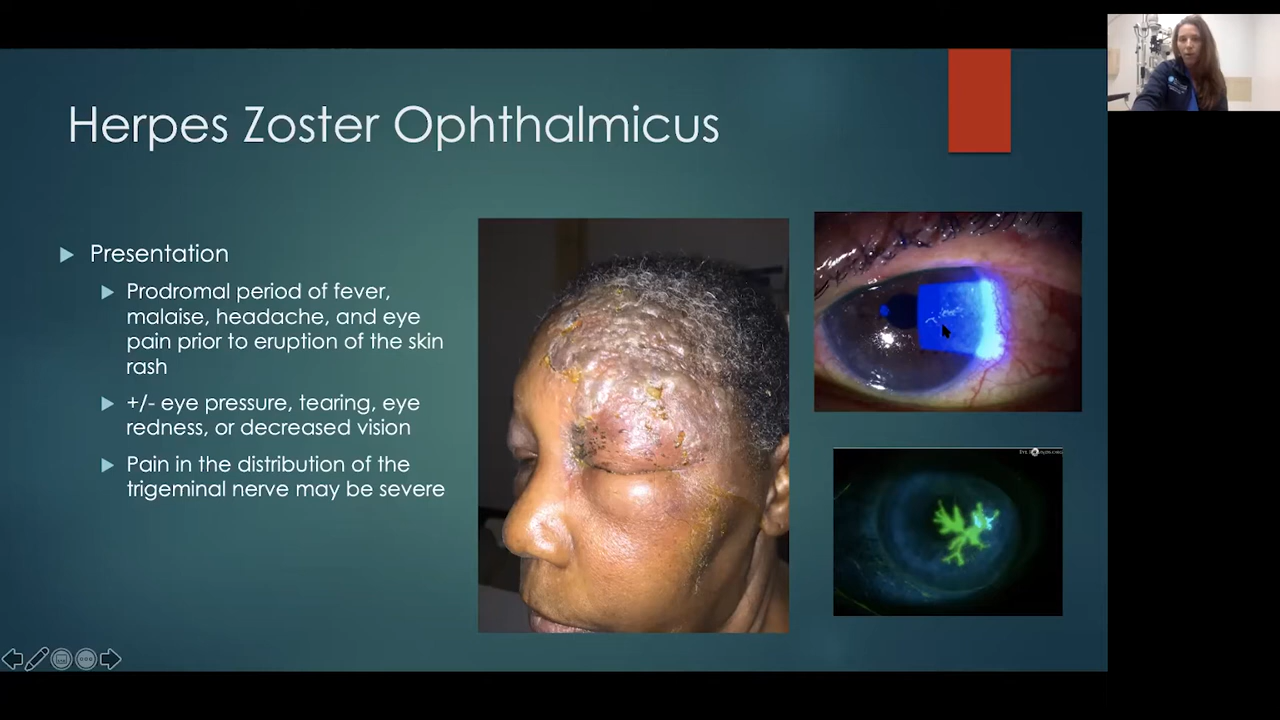 Herpes Zoster Ophthalmicus
Presentation
Prodromal period of fever,
malaise, headache, and eye
pain prior to eruption of the skin
rash
+/- eye pressure, tearing, eye
redness, or decreased vision
Pain in the distribution of the
trigeminal nerve may be severe